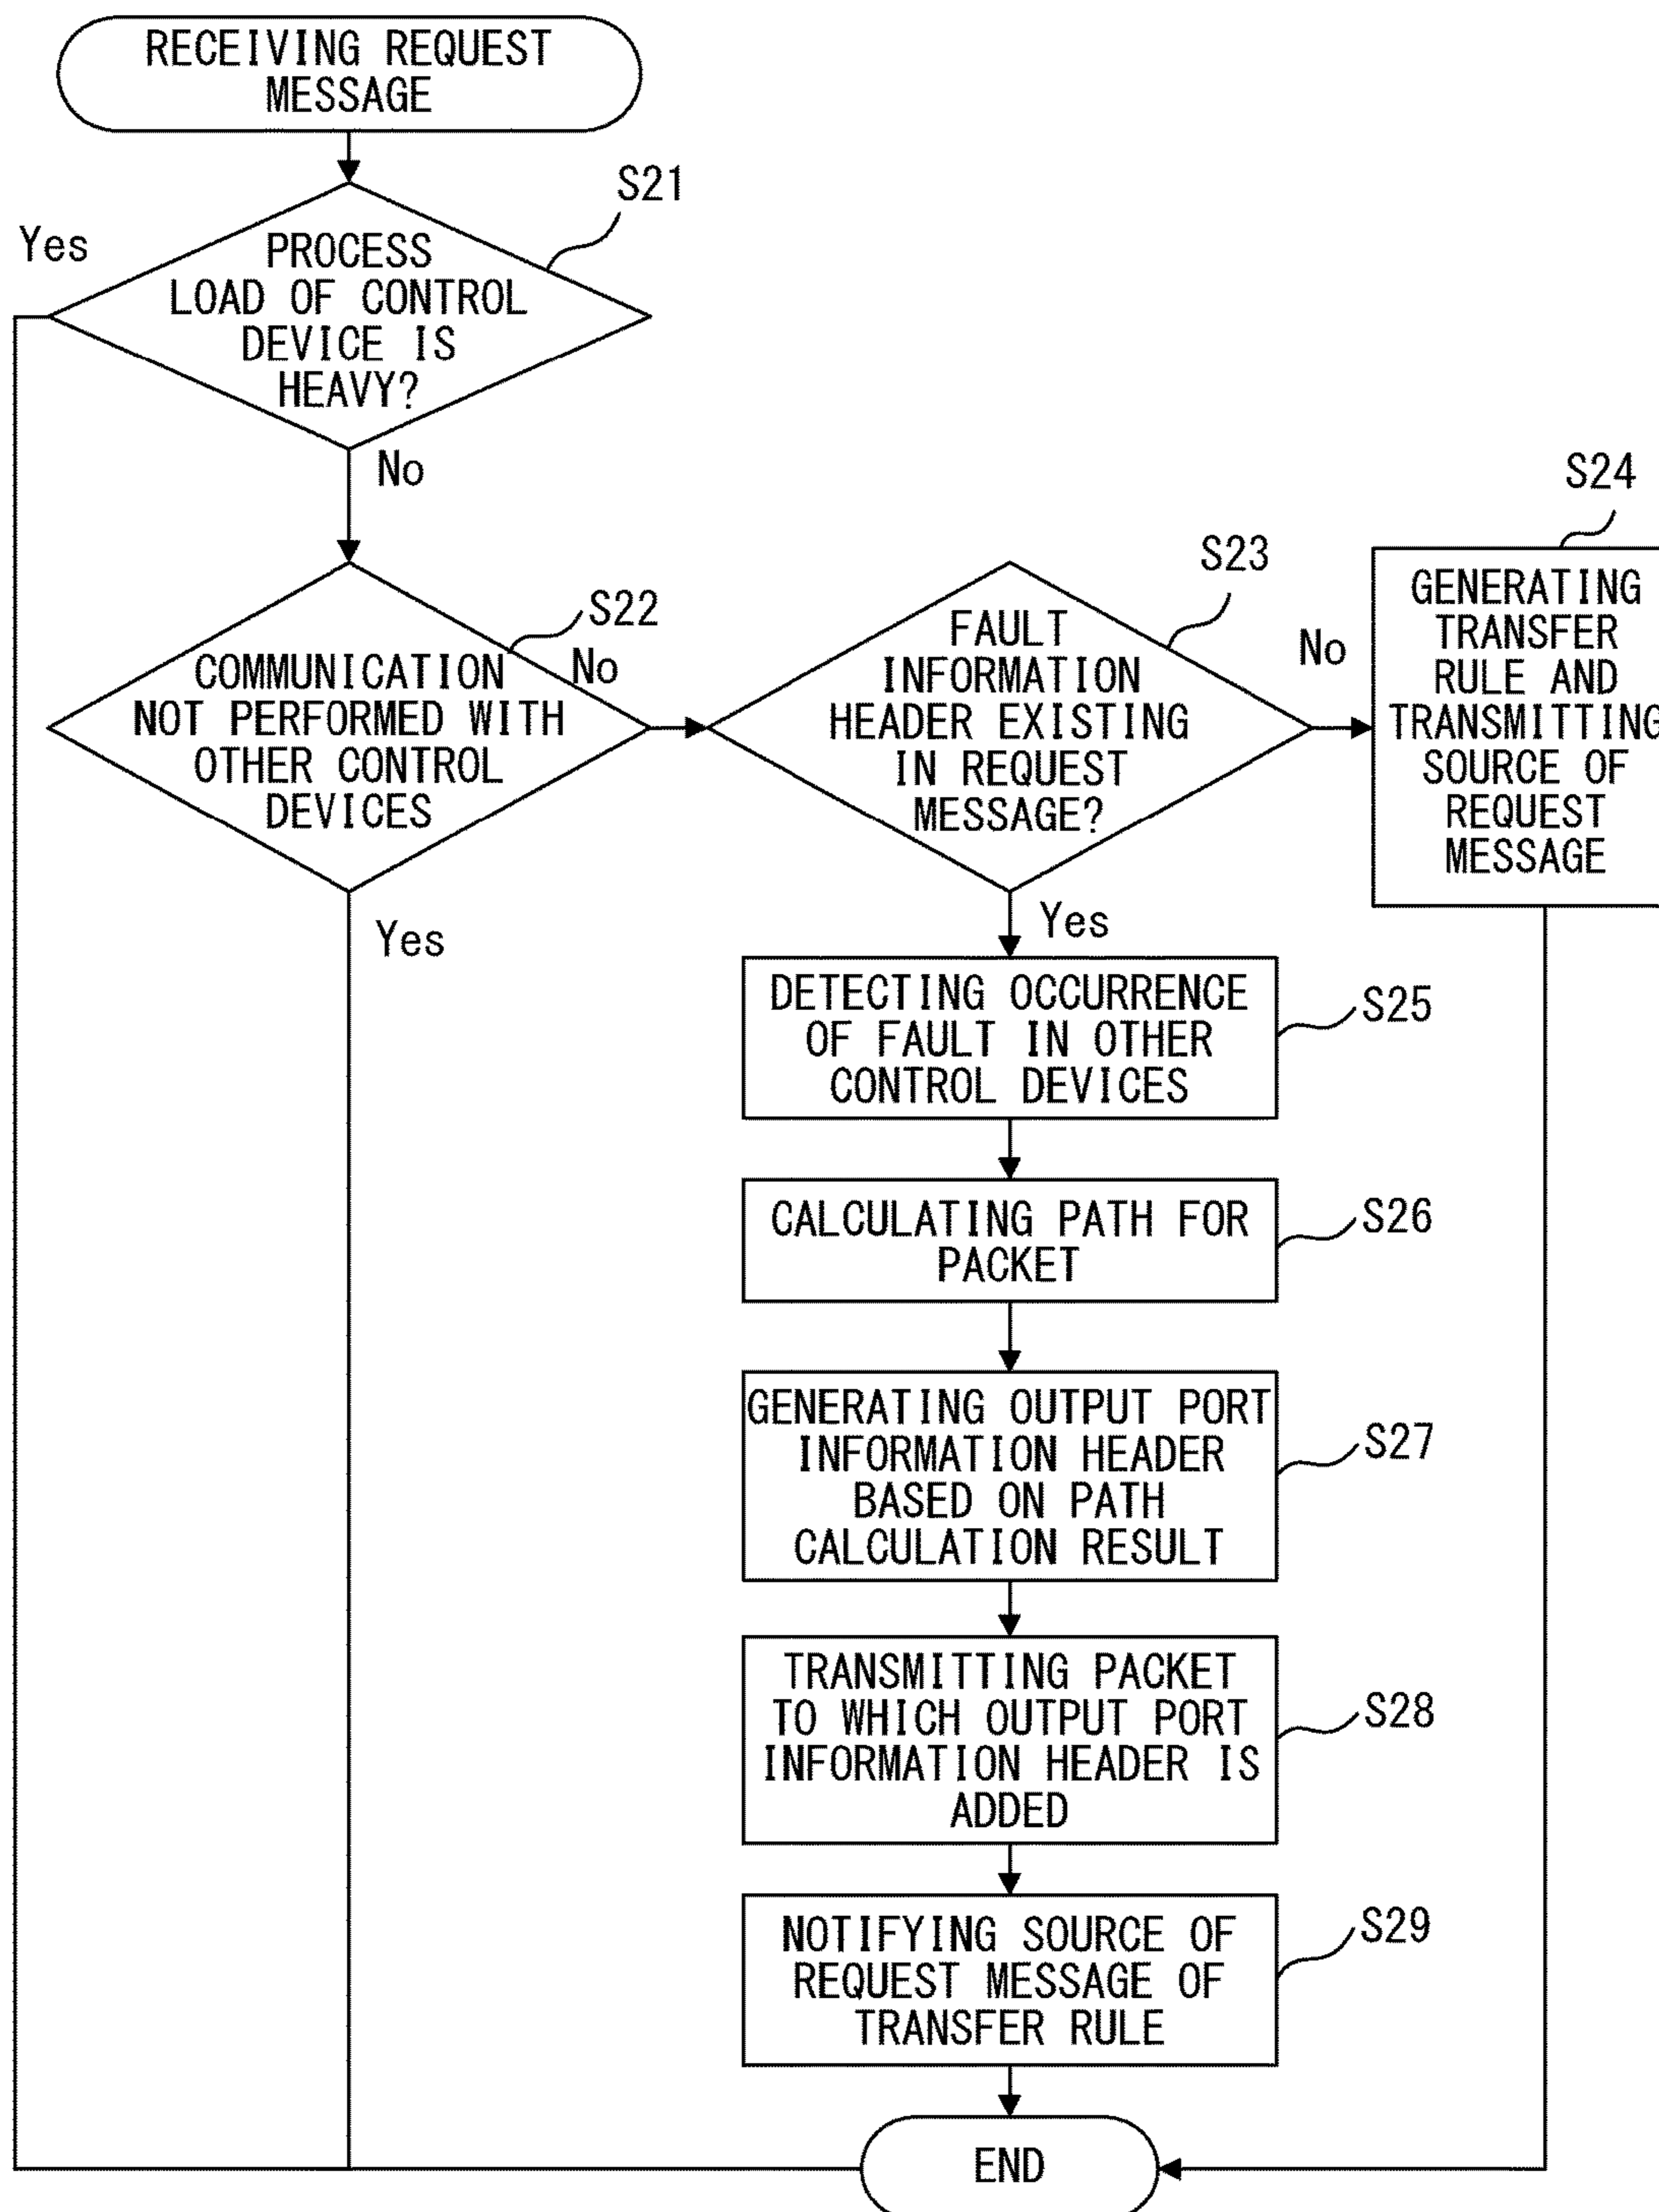 RECEIVING REQUEST
MESSAGE
S21
Yes
PROCESS
LOAD OF CONTROL
DEVICE IS
HEAVY?
No
S22
COMMUNICATION
NOT PERFORMED WITH
OTHER CONTROL
DEVICES
No
Yes
S23
FAULT
INFORMATION
HEADER EXISTING
IN REQUEST
MESSAGE?
No
Yes
S24
GENERATING
TRANSFER
RULE AND
TRANSMITTING
SOURCE OF
REQUEST
MESSAGE
DETECTING OCCURRENCE
OF FAULT IN OTHER
CONTROL DEVICES
S25
CALCULATING PATH FOR
PACKET
S26
GENERATING OUTPUT PORT
INFORMATION HEADER
BASED ON PATH
CALCULATION RESULT
S27
TRANSMITTING PACKET
TO WHICH OUTPUT PORT
INFORMATION HEADER IS
ADDED
S28
NOTIFYING SOURCE OF
REQUEST MESSAGE OF
TRANSFER RULE
S29
END